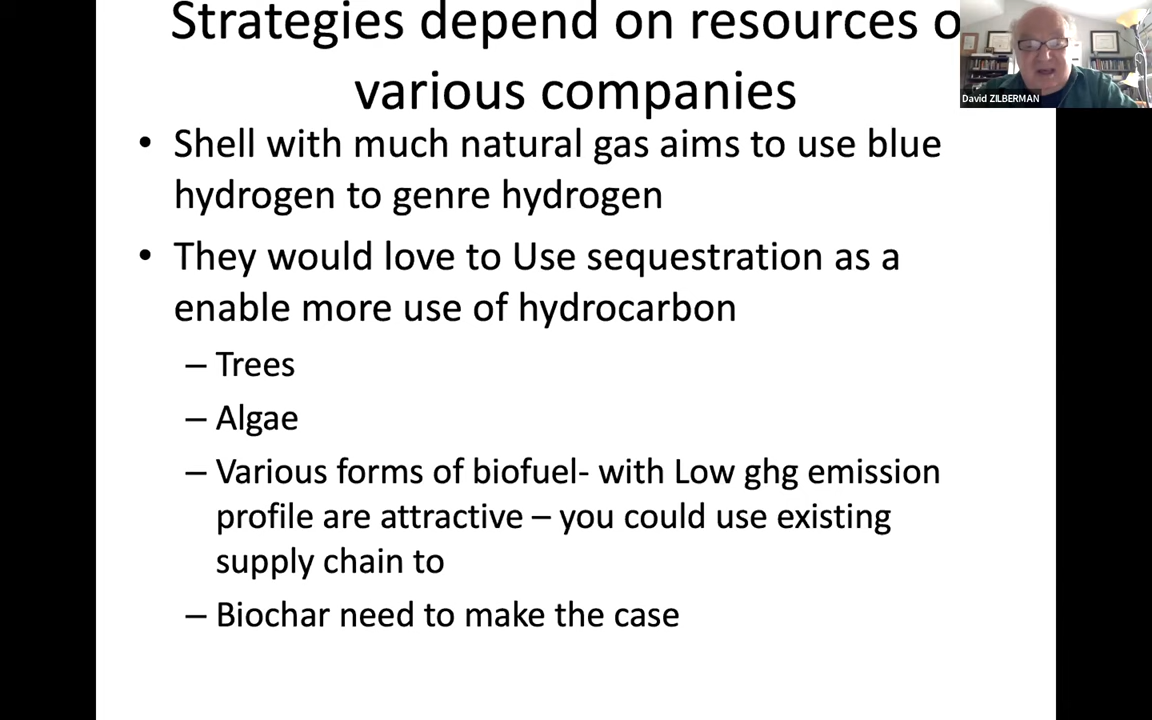 Strategies depend on resources o
various companies
• Shell with much natural gas aims to use blue
hydrogen to genre hydrogen
• They would love to Use sequestration as a
enable more use of hydrocarbon
– Trees
– Algae
– Various forms of biofuel- with Low ghg emission
profile are attractive – you could use existing
supply chain to
– Biochar need to make the case
David ZILBERMAN